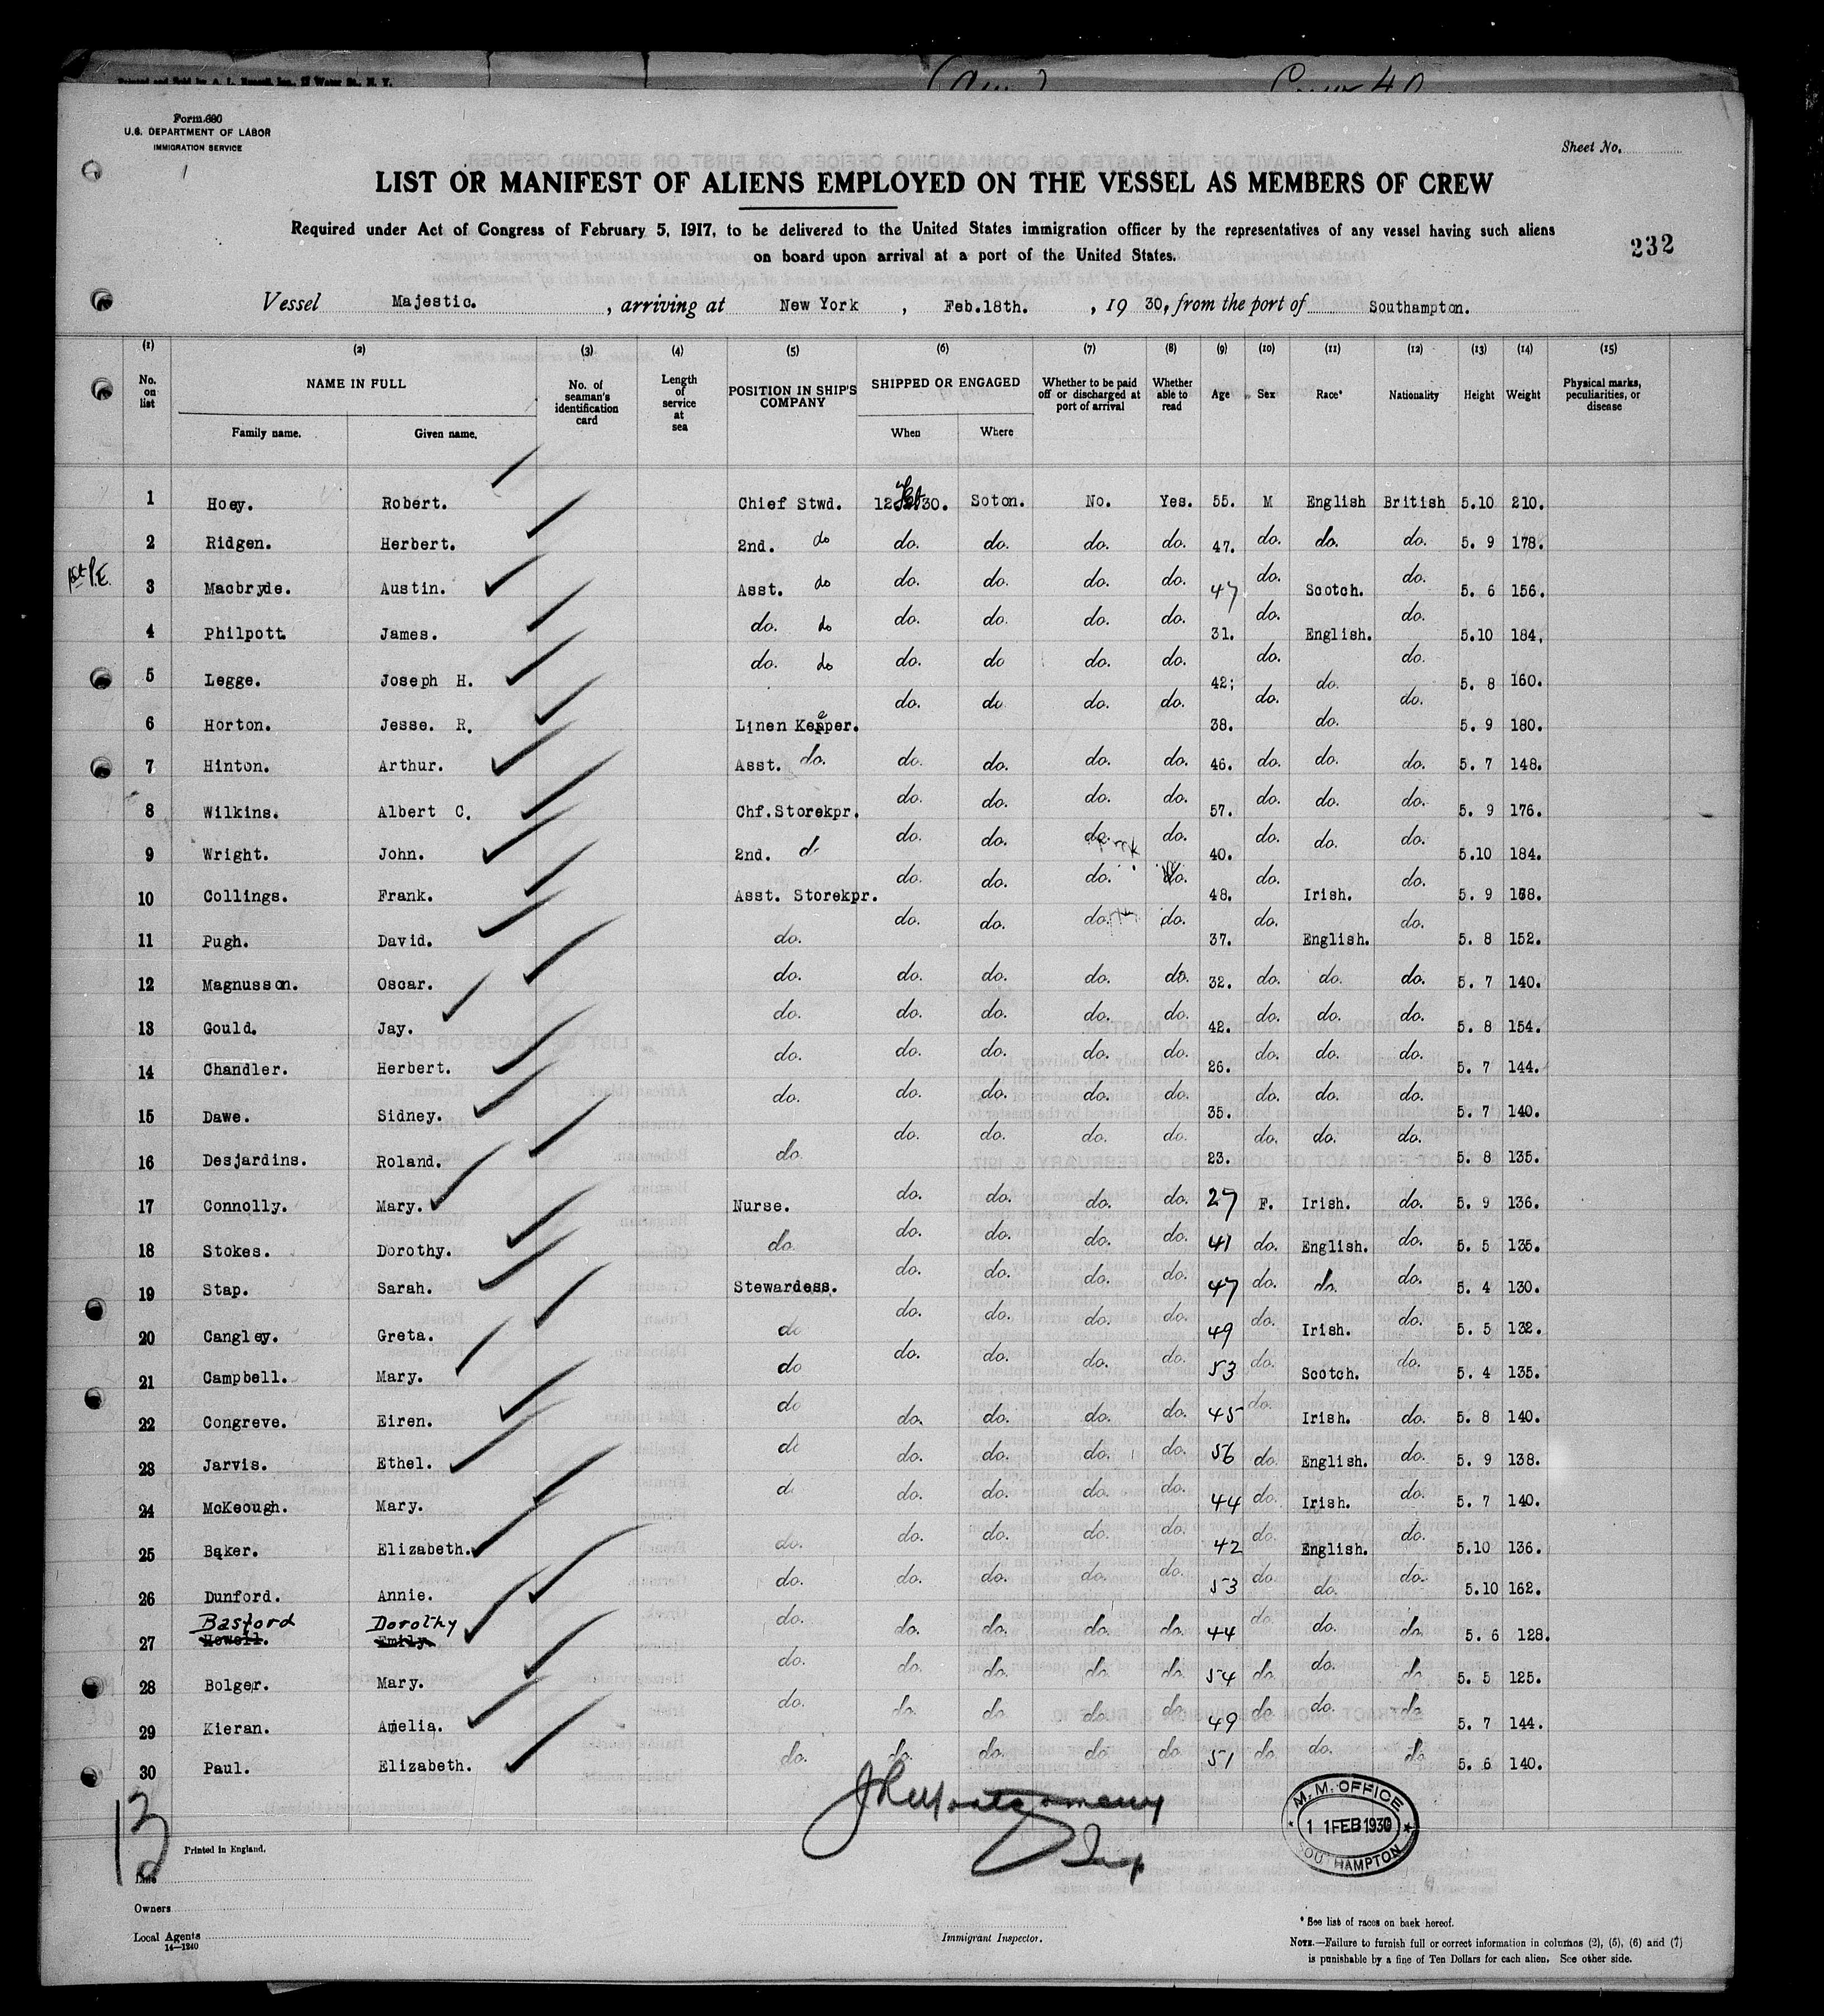 Form 680
U.S. DEPARTMENT OF LABOR
IMMIGRATION SERVICE
Sheet No.
LIST OR MANIFEST OF ALIENS EMPLOYED ON THE VESSEL AS MEMBERS OF CREW
Required under Act of Congress of February 5, 1917, to be delivered to the United States immigration officer by the representatives of any vessel having such aliens
on board upon arrival at a port of the United States.
232
Vessel Majestic. , arriving at New York , Feb.18th. , 19 30, from the port of Southampton.
(1) (2) (3) (4) (5) (6) (7) (8) (9) (10) (11) (12) (13) (14) (15)
No. on list NAME IN FULL Family name. Given name. No. of seaman's identification card Length of service at sea POSITION IN SHIP'S COMPANY SHIPPED OR ENGAGED When Where Whether to be paid off or discharged at port of arrival Whether able to read Age Sex Race* Nationality Height Weight Physical marks, peculiarities, or disease
1 Hoey. Robert. Chief Stwd. 12 Feb 30. Soton. No. Yes. 55. M English British 5.10 210.
2 Ridgen. Herbert. 2nd. do do. do. do. do. 47. do. do. do. 5. 9 178.
1st P.E. 3 Macbryde. Austin. Asst. do do. do. do. do. 47 do. Scotch. do. 5. 6 156.
4 Philpott. James. do. do do. do. do. do. 31. do. English. do. 5.10 184.
5 Legge. Joseph H. do. do do. do do. do. 42. do. do. do. 5. 8 160.
6 Horton. Jesse. R. Linen Keeper. do. do do. do. 38. do. do. do. 5. 9 180.
7 Hinton. Arthur. Asst. do. do. do. do. do. 46. do. do. do. 5. 7 148.
8 Wilkins. Albert C. Chf.Storekpr. do. do. do. do. 57. do. do. do. 5. 9 176.
9 Wright. John. 2nd. d. do. do. do. do. 40. do. do. do. 5.10 184.
10 Collings. Frank. Asst. Storekpr. do. do. do. do. 48. do. Irish. do. 5. 9 168.
11 Pugh. David. do. do. do. do. do. 37. do. English. do. 5. 8 152.
12 Magnusson. Oscar. do. do. do. do. do. 32. do. do. do. 5. 7 140.
13 Gould. Jay. do. do. do. do. do. 42. do. do. do. 5. 8 154.
14 Chandler. Herbert. do. do. do. do. do. 26. do. do. do. 5. 7 144.
15 Dawe. Sidney. do. do. do. do. do. 35. do. do. do. 5. 7 140.
16 Desjardins. Roland. do. do. do. do. do. 23. do. do. do. 5. 8 135.
17 Connolly. Mary. Nurse. do. do. do. do. 27 F. Irish. do. 5. 9 136.
18 Stokes. Dorothy. do. do. do. do. do. 41 do. English. do. 5. 5 135.
19 Stap. Sarah. Stewardess. do. do. do. do. 47 do. do. do. 5. 4 130.
20 Cangley. Greta. do do. do. do. do. 49 do. Irish. do. 5. 5 132.
21 Campbell. Mary. do do. do. do. do. 53 do. Scotch. do. 5. 4 135.
22 Congreve. Eiren. do do. do. do. do. 45 do. Irish. do. 5. 8 140.
23 Jarvis. Ethel. do do. do. do. do. 56 do. English. do. 5. 9 138.
24 McKeough. Mary. d. do. do. do. do. 44 do. Irish. do. 5. 7 140.
25 Baker. Elizabeth. do. do. do. do. do. 42 do. English. do. 5.10 136.
26 Dunford. Annie. do. do. do. do. do. 53 do. do. do. 5.10 162.
Basford Dorothy
27 Howell. Emily. do. do. do. do. do. 44 do. do. do. 5. 6 128.
28 Bolger. Mary. do. do. do. do. do. 54 do. do. do. 5. 5 125.
29 Kieran. Amelia. do. do. do. do. do. 49 do. do. do. 5. 7 144.
30 Paul. Elizabeth. do. do. do. do do. 51 do. do. do. 5. 6 140.
13
JR Montgomery
Insp
M.M. OFFICE
11 FEB 1930
SOUTHAMPTON
Printed in England.
Line
Owners
Local Agents
14—1240
Immigrant Inspector.
* See list of races on back hereof.
NOTE.—Failure to furnish full or correct information in columns (2), (5), (6) and (7)
is punishable by a fine of Ten Dollars for each alien. See other side.